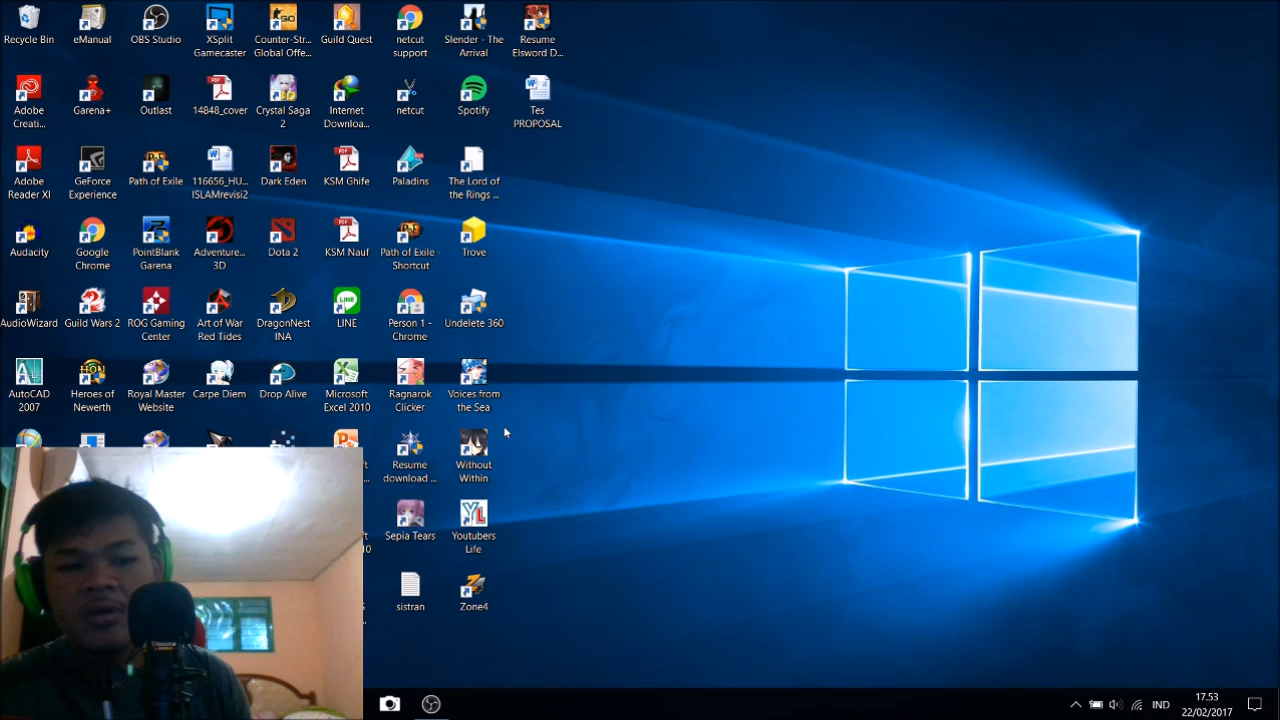 Recycle Bin
eManual
OBS Studio
XSplit
Gamecaster
Counter-Str...
Global Offe...
Guild Quest
netcut
support
Slender - The
Arrival
Resume
Elsword D...
Adobe
Creati...
Garena+
Outlast
14848_cover
Crystal Saga
2
Internet
Downloa...
netcut
Spotify
Tes
PROPOSAL
Adobe
Reader XI
GeForce
Experience
Path of Exile
116656_HU...
ISLAMrevisi2
Dark Eden
KSM Ghife
Paladins
The Lord of
the Rings ...
Audacity
Google
Chrome
PointBlank
Garena
Adventure...
3D
Dota 2
KSM Nauf
Path of Exile -
Shortcut
Trove
AudioWizard
Guild Wars 2
ROG Gaming
Center
Art of War
Red Tides
DragonNest
INA
LINE
Person 1 -
Chrome
Undelete 360
AutoCAD
2007
Heroes of
Newerth
Royal Master
Website
Carpe Diem
Drop Alive
Microsoft
Excel 2010
Ragnarok
Clicker
Voices from
the Sea
Resume
download ...
Without
Within
Sepia Tears
Youtubers
Life
sistran
Zone4
IND
17.53
22/02/2017